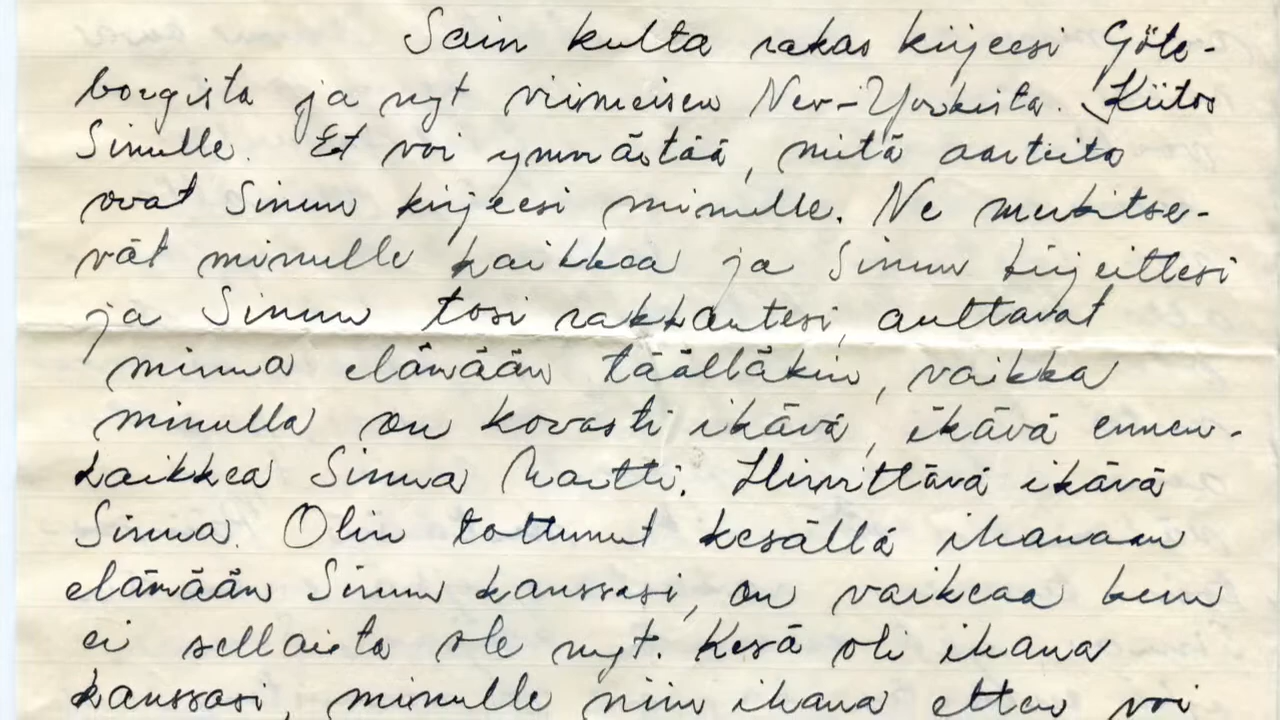 Sain kulta rakas kirjeesi Göte-
borgista ja nyt viimeisen New-Yorkista. Kiitos
Sinulle. Et voi ymmärtää, mitä aarteita
ovat Sinun kirjeesi minulle. Ne merkitse-
vät minulle kaikkea ja Sinun kirjeittesi
ja Sinun tosi rakkautesi, auttavat
minua elämään täälläkin, vaikka
minulla on kovasti ikävä, ikävä ennen-
kaikkea Sinua Martti. Hirvittävä ikävä
Sinua. Olin tottunut kesällä ihanaan
elämään Sinun kanssasi, on vaikeaa kun
ei sellaista ole nyt. Kesä oli ihana
kanssasi, minulle niin ihana etten voi